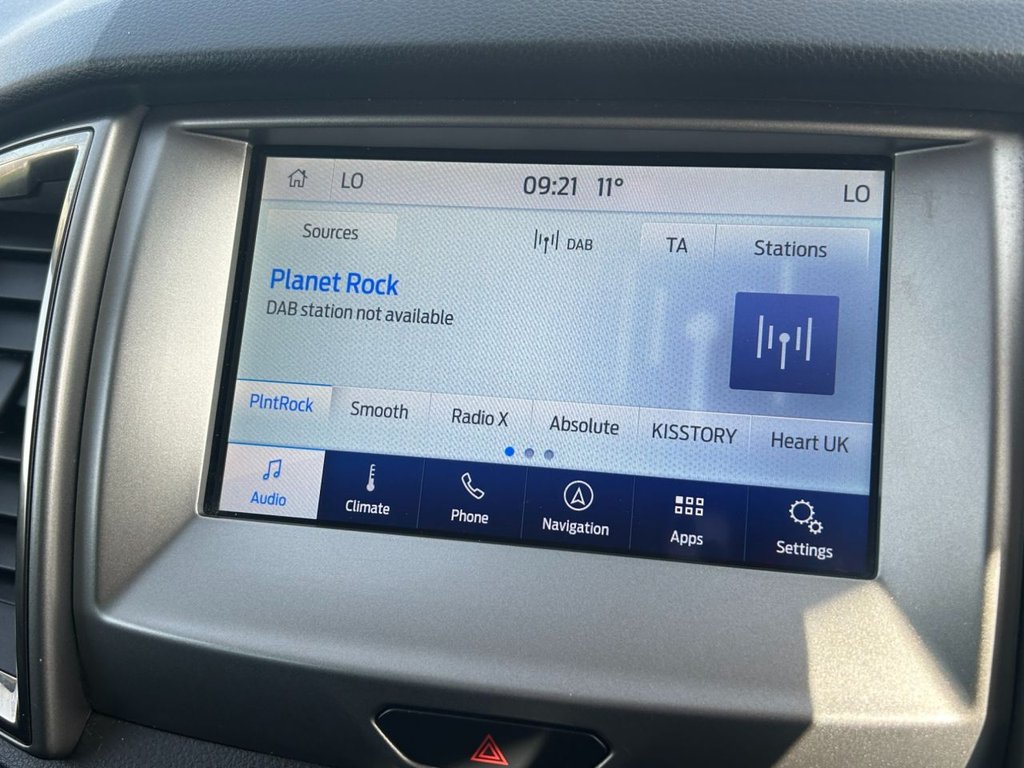 LO 09:21 11° LO
Sources DAB TA Stations
Planet Rock
DAB station not available
PlntRock Smooth Radio X Absolute KISSTORY Heart UK
Audio Climate Phone Navigation Apps Settings